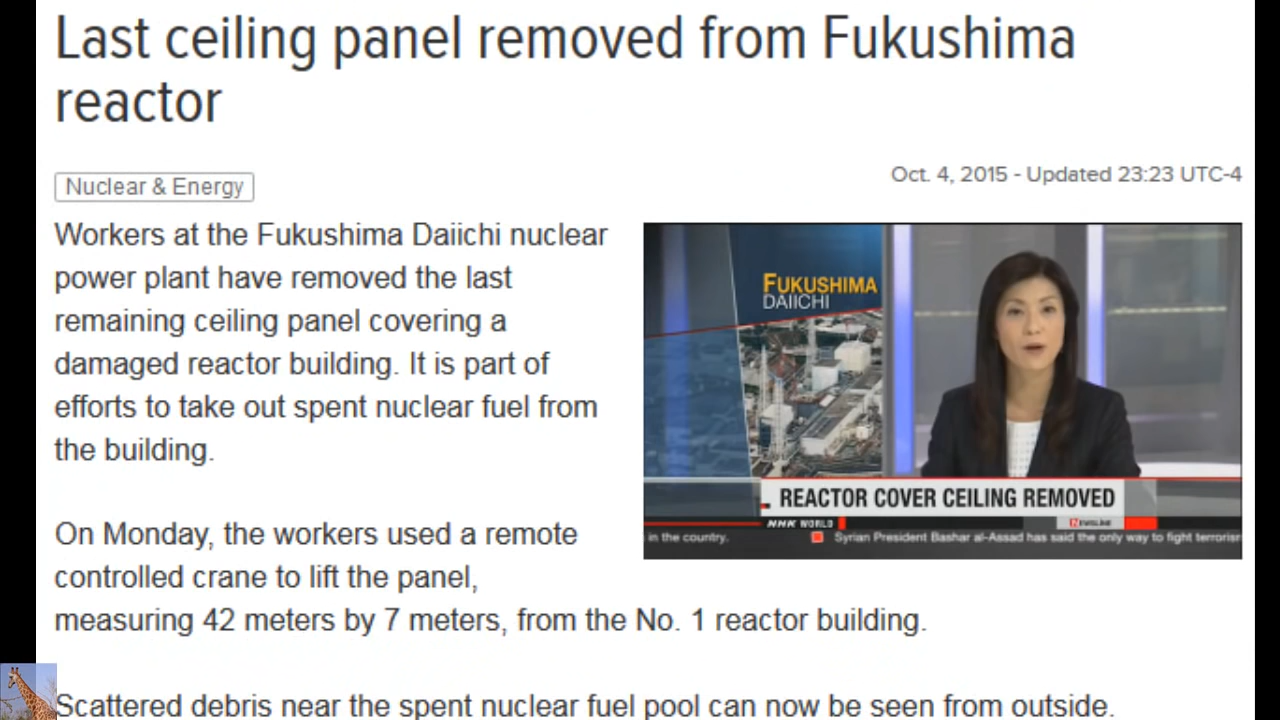 Last ceiling panel removed from Fukushima
reactor
Nuclear & Energy
Oct. 4, 2015 - Updated 23:23 UTC-4
Workers at the Fukushima Daiichi nuclear
power plant have removed the last
remaining ceiling panel covering a
damaged reactor building. It is part of
efforts to take out spent nuclear fuel from
the building.
FUKUSHIMA
DAIICHI
REACTOR COVER CEILING REMOVED
NHK WORLD
NEWSLINE
in the country.
Syrian President Bashar al-Assad has said the only way to fight terrorism
On Monday, the workers used a remote
controlled crane to lift the panel,
measuring 42 meters by 7 meters, from the No. 1 reactor building.
Scattered debris near the spent nuclear fuel pool can now be seen from outside.